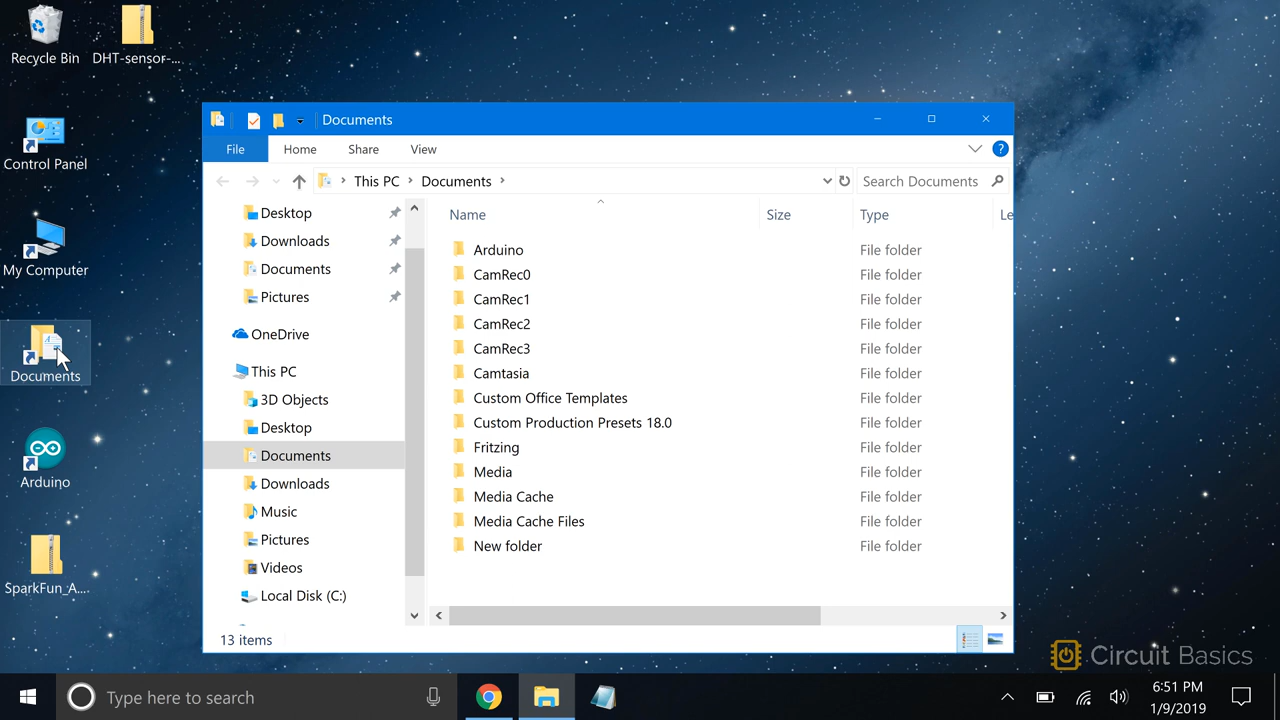 Recycle Bin
DHT-sensor-...
Control Panel
My Computer
Documents
Arduino
SparkFun_A...
Documents
File Home Share View
This PC Documents
Search Documents
Desktop
Downloads
Documents
Pictures
OneDrive
This PC
3D Objects
Desktop
Documents
Downloads
Music
Pictures
Videos
Local Disk (C:)
Name Size Type Le
Arduino File folder
CamRec0 File folder
CamRec1 File folder
CamRec2 File folder
CamRec3 File folder
Camtasia File folder
Custom Office Templates File folder
Custom Production Presets 18.0 File folder
Fritzing File folder
Media File folder
Media Cache File folder
Media Cache Files File folder
New folder File folder
13 items
Circuit Basics
Type here to search
6:51 PM
1/9/2019